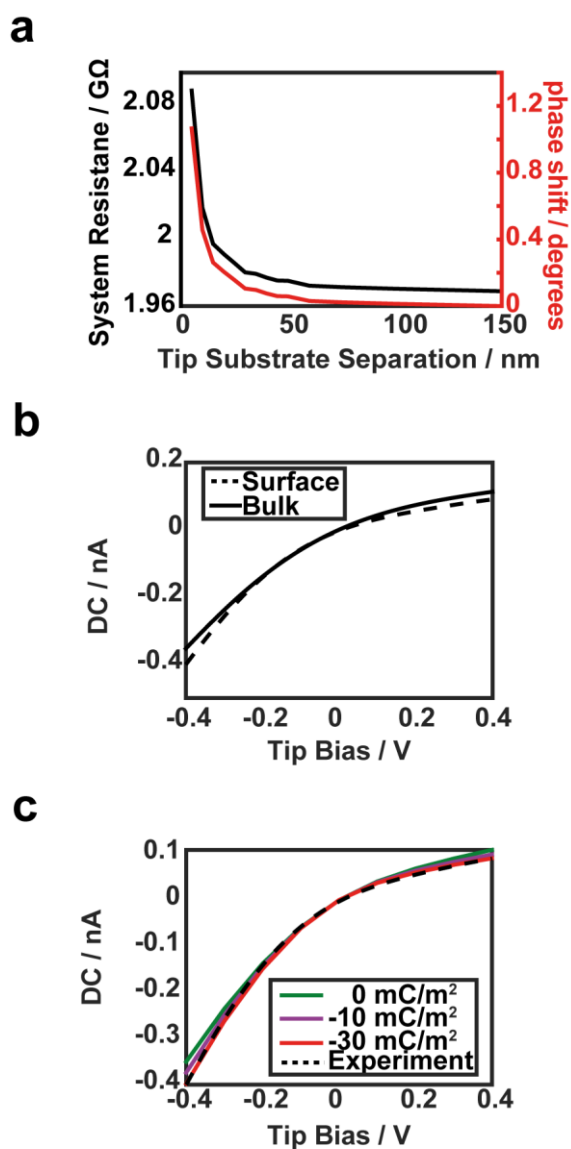 a
System Resistane / GΩ
2.08
2.04
2
1.96
phase shift / degrees
1.2
0.8
0.4
0
0 50 100 150
Tip Substrate Separation / nm
b
DC / nA
0.2
0
-0.2
-0.4
Surface
Bulk
-0.4 -0.2 0 0.2 0.4
Tip Bias / V
c
DC / nA
0.1
0
-0.1
-0.2
-0.3
-0.4
0 mC/m²
-10 mC/m²
-30 mC/m²
Experiment
-0.4 -0.2 0 0.2 0.4
Tip Bias / V